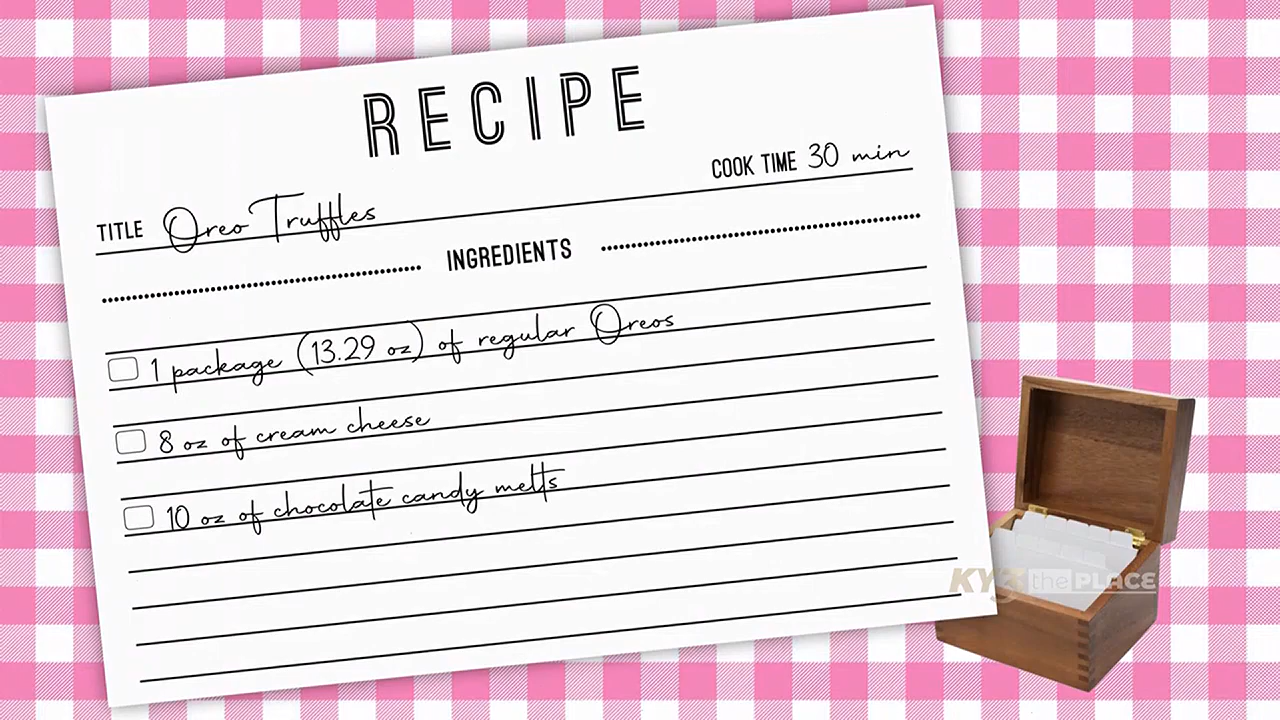 RECIPE
COOK TIME 30 min
TITLE Oreo Truffles
INGREDIENTS
1 package (13.29 oz) of regular Oreos
8 oz of cream cheese
10 oz of chocolate candy melts
KY3 the PLACE